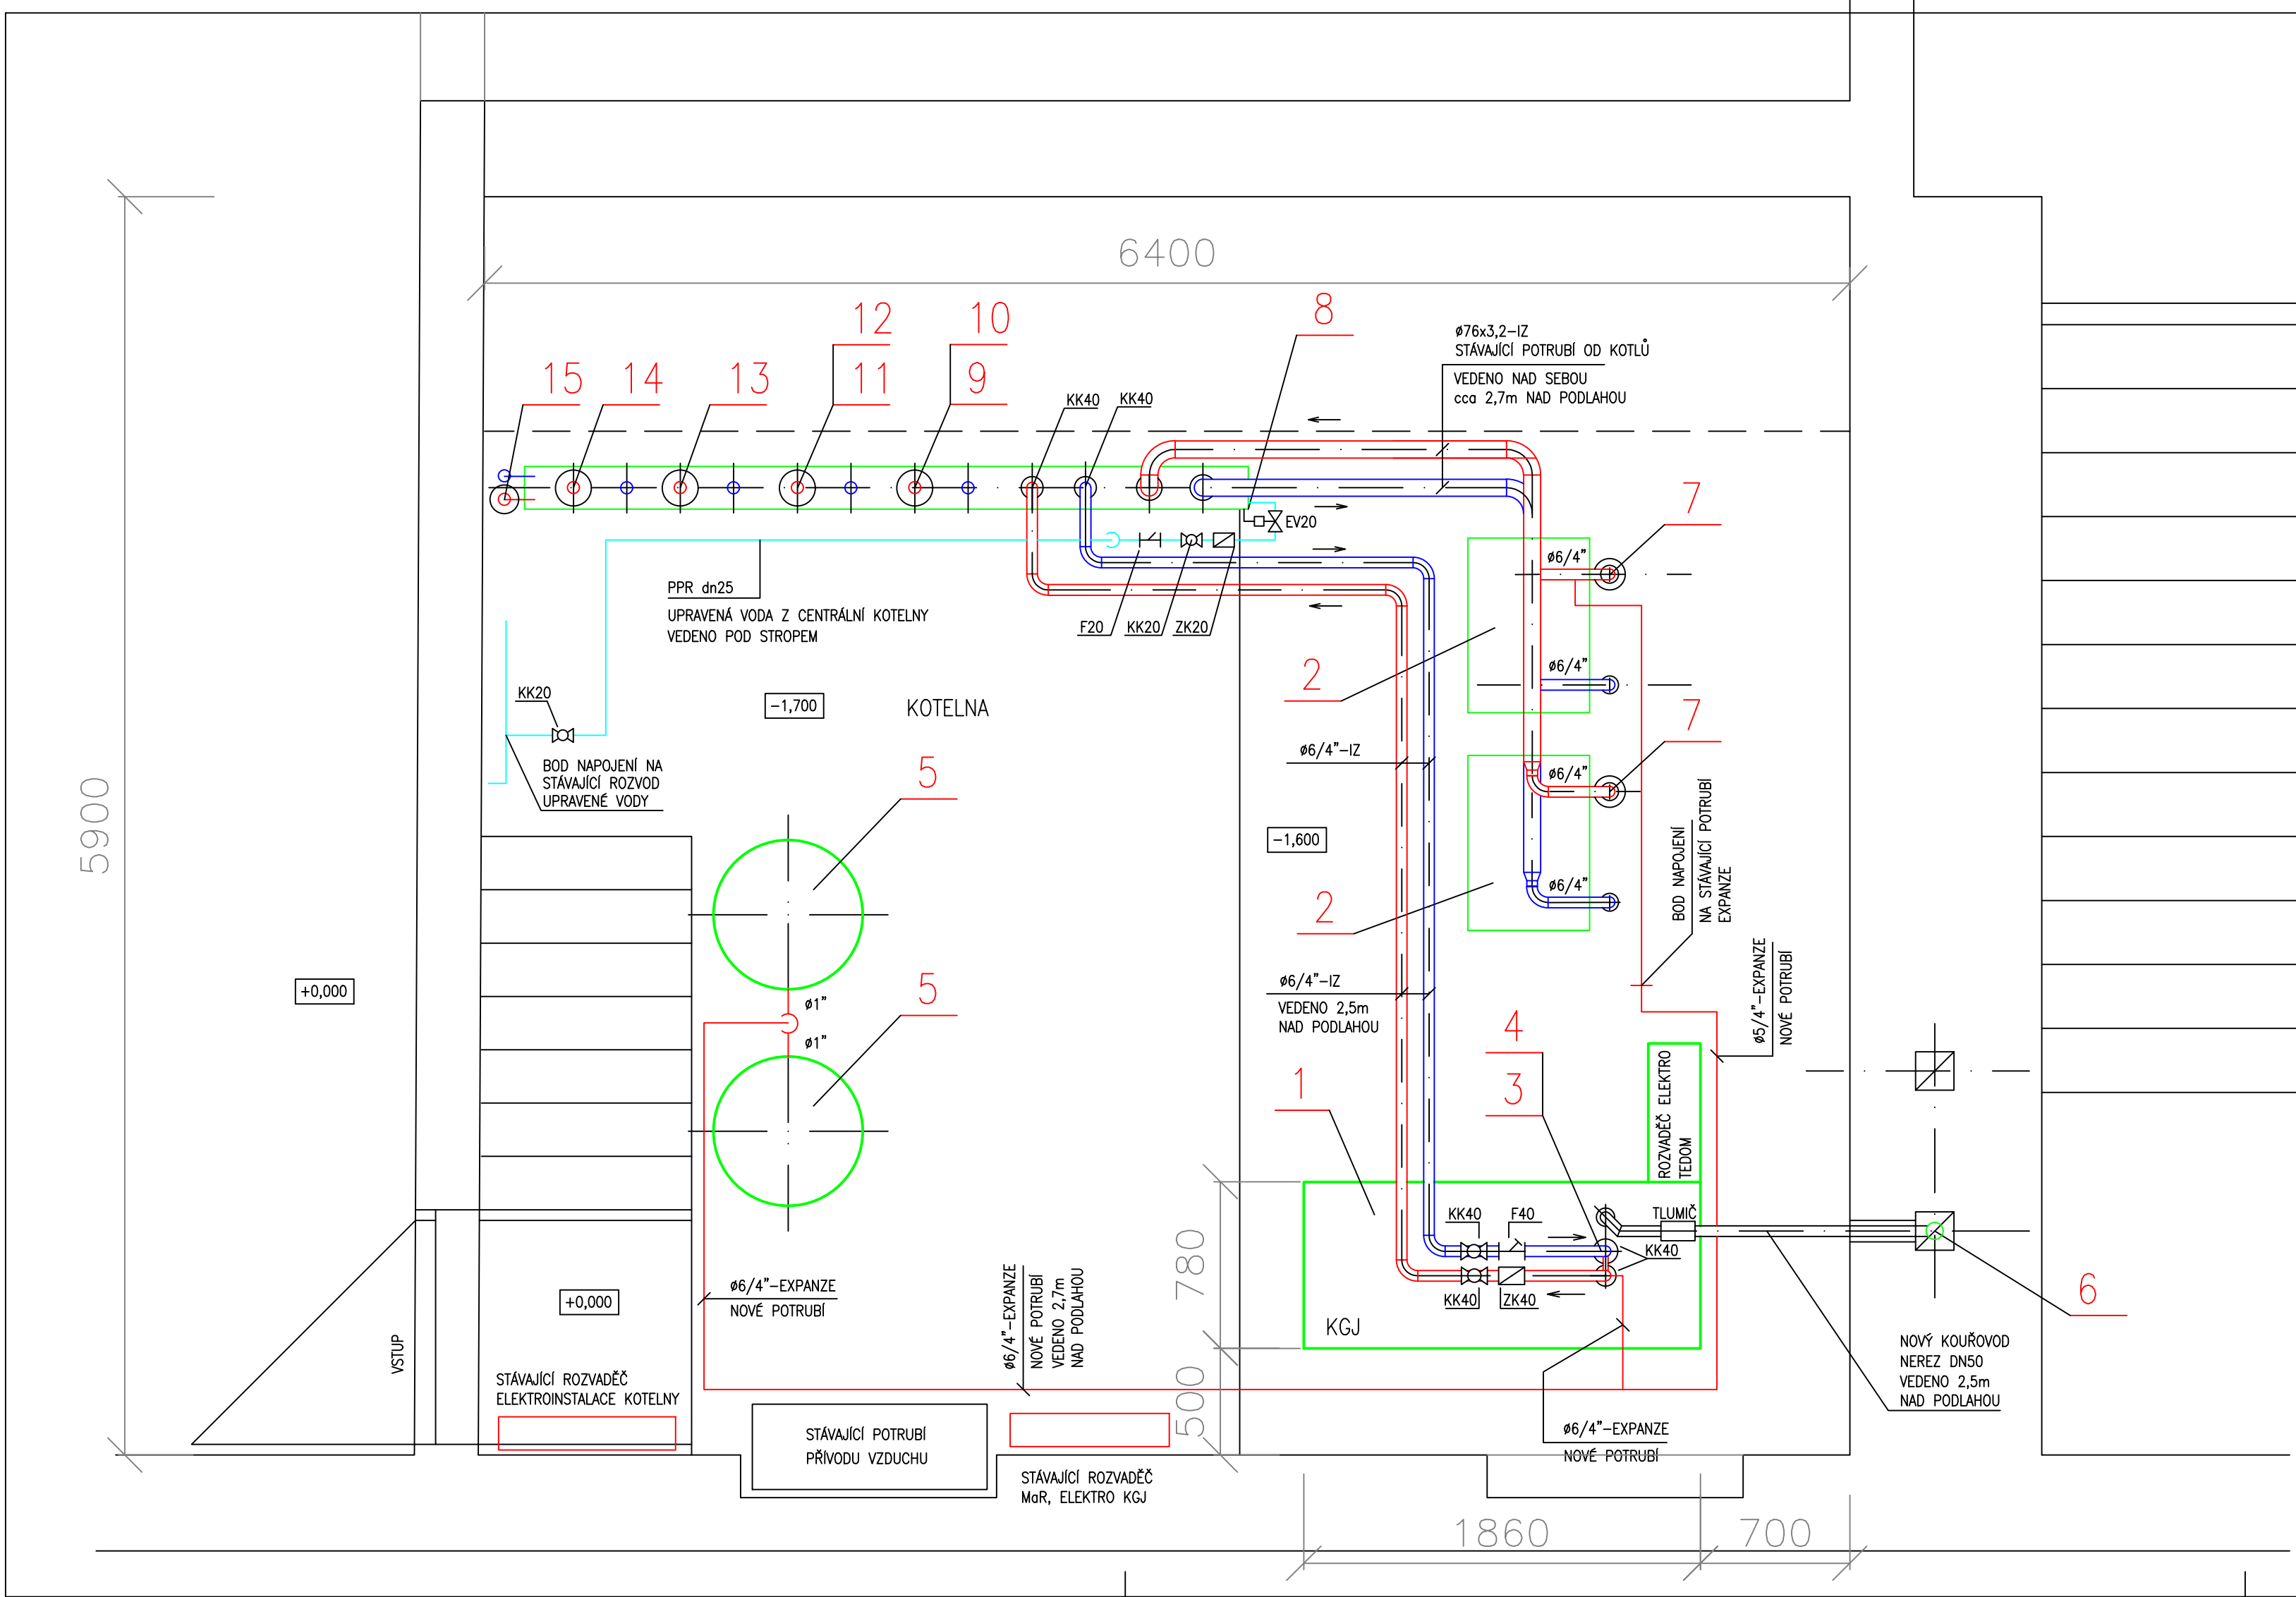 6400
8
12
10
ø76x3,2-IZ
STÁVAJÍCÍ POTRUBÍ OD KOTLŮ
VEDENO NAD SEBOU
cca 2,7m NAD PODLAHOU
15
14
13
11
9
KK40
KK40
7
EV20
ø6/4"
PPR dn25
UPRAVENÁ VODA Z CENTRÁLNÍ KOTELNY
VEDENO POD STROPEM
F20
KK20
ZK20
2
ø6/4"
KK20
-1,700
KOTELNA
7
ø6/4"-IZ
BOD NAPOJENÍ NA
STÁVAJÍCÍ ROZVOD
UPRAVENÉ VODY
5
ø6/4"
5900
-1,600
BOD NAPOJENÍ
NA STÁVAJÍCÍ POTRUBÍ
EXPANZE
2
ø6/4"
+0,000
5
ø1"
ø1"
ø6/4"-IZ
VEDENO 2,5m
NAD PODLAHOU
ø5/4"-EXPANZE
NOVÉ POTRUBÍ
4
3
1
ROZVADĚČ ELEKTRO
TEDOM
KK40
F40
TLUMIČ
KK40
780
6
KK40
ZK40
+0,000
ø6/4"-EXPANZE
NOVÉ POTRUBÍ
ø6/4"-EXPANZE
NOVÉ POTRUBÍ
VEDENO 2,7m
NAD PODLAHOU
KGJ
VSTUP
NOVÝ KOUŘOVOD
NEREZ DN50
VEDENO 2,5m
NAD PODLAHOU
STÁVAJÍCÍ ROZVADĚČ
ELEKTROINSTALACE KOTELNY
500
STÁVAJÍCÍ POTRUBÍ
PŘÍVODU VZDUCHU
ø6/4"-EXPANZE
NOVÉ POTRUBÍ
STÁVAJÍCÍ ROZVADĚČ
MaR, ELEKTRO KGJ
1860
700